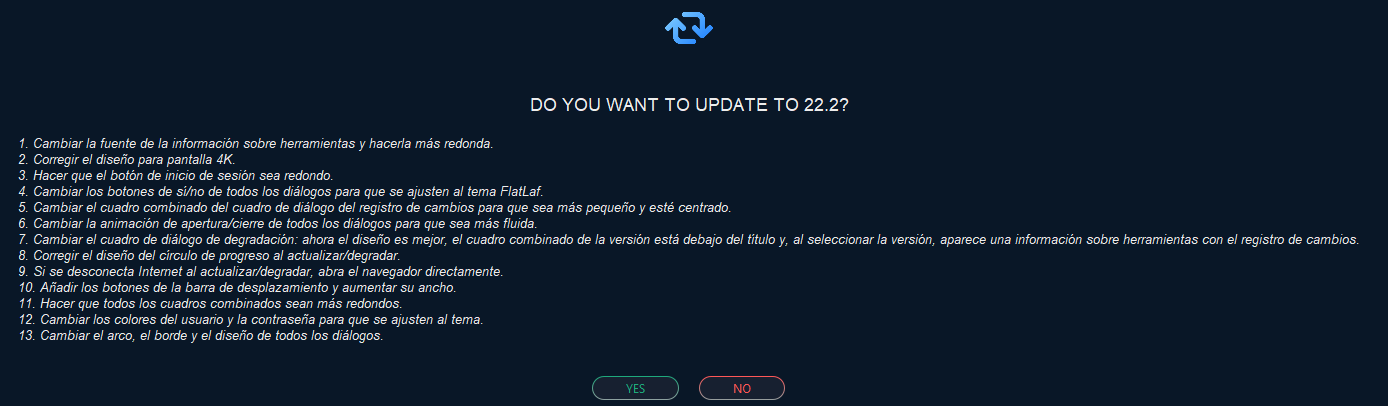 DO YOU WANT TO UPDATE TO 22.2?
1. Cambiar la fuente de la información sobre herramientas y hacerla más redonda.
2. Corregir el diseño para pantalla 4K.
3. Hacer que el botón de inicio de sesión sea redondo.
4. Cambiar los botones de sí/no de todos los diálogos para que se ajusten al tema FlatLaf.
5. Cambiar el cuadro combinado del cuadro de diálogo del registro de cambios para que sea más pequeño y esté centrado.
6. Cambiar la animación de apertura/cierre de todos los diálogos para que sea más fluida.
7. Cambiar el cuadro de diálogo de degradación: ahora el diseño es mejor, el cuadro combinado de la versión está debajo del título y, al seleccionar la versión, aparece una información sobre herramientas con el registro de cambios.
8. Corregir el diseño del círculo de progreso al actualizar/degradar.
9. Si se desconecta Internet al actualizar/degradar, abra el navegador directamente.
10. Añadir los botones de la barra de desplazamiento y aumentar su ancho.
11. Hacer que todos los cuadros combinados sean más redondos.
12. Cambiar los colores del usuario y la contraseña para que se ajusten al tema.
13. Cambiar el arco, el borde y el diseño de todos los diálogos.
YES NO